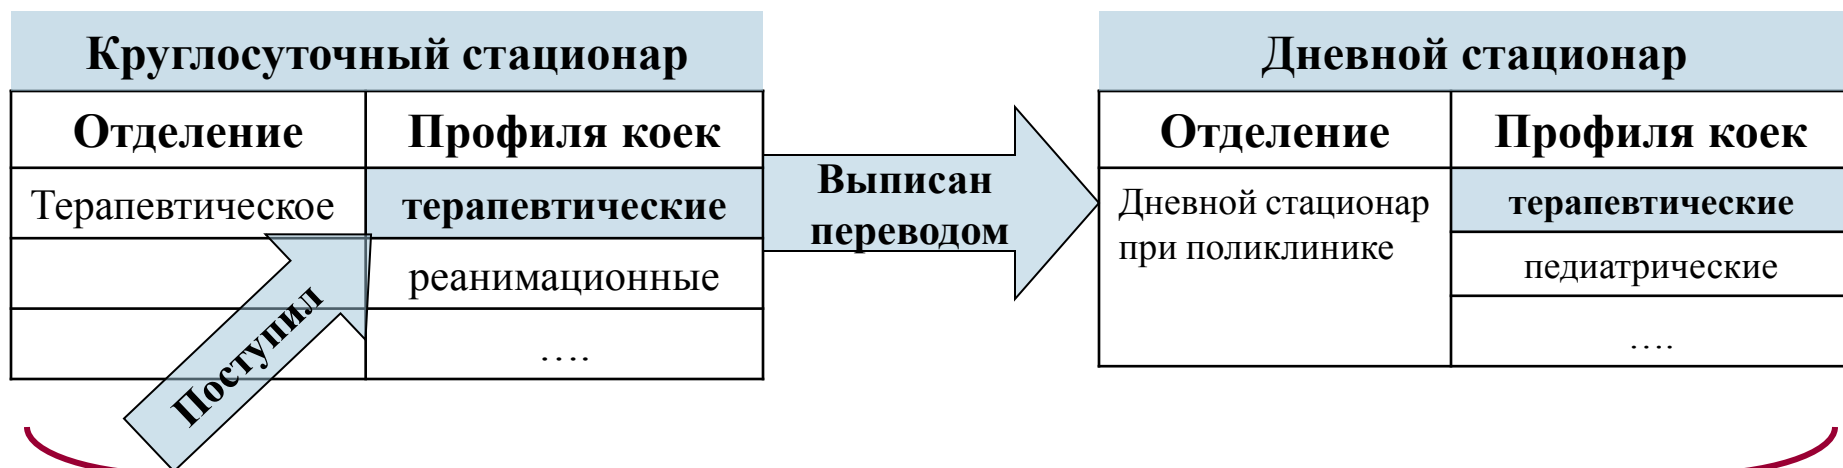 Круглосуточный стационар
Отделение Профиля коек
Терапевтическое терапевтические
реанимационные
….
Поступил
Выписан
переводом
Дневной стационар
Отделение Профиля коек
Дневной стационар
при поликлинике
терапевтические
педиатрические
….